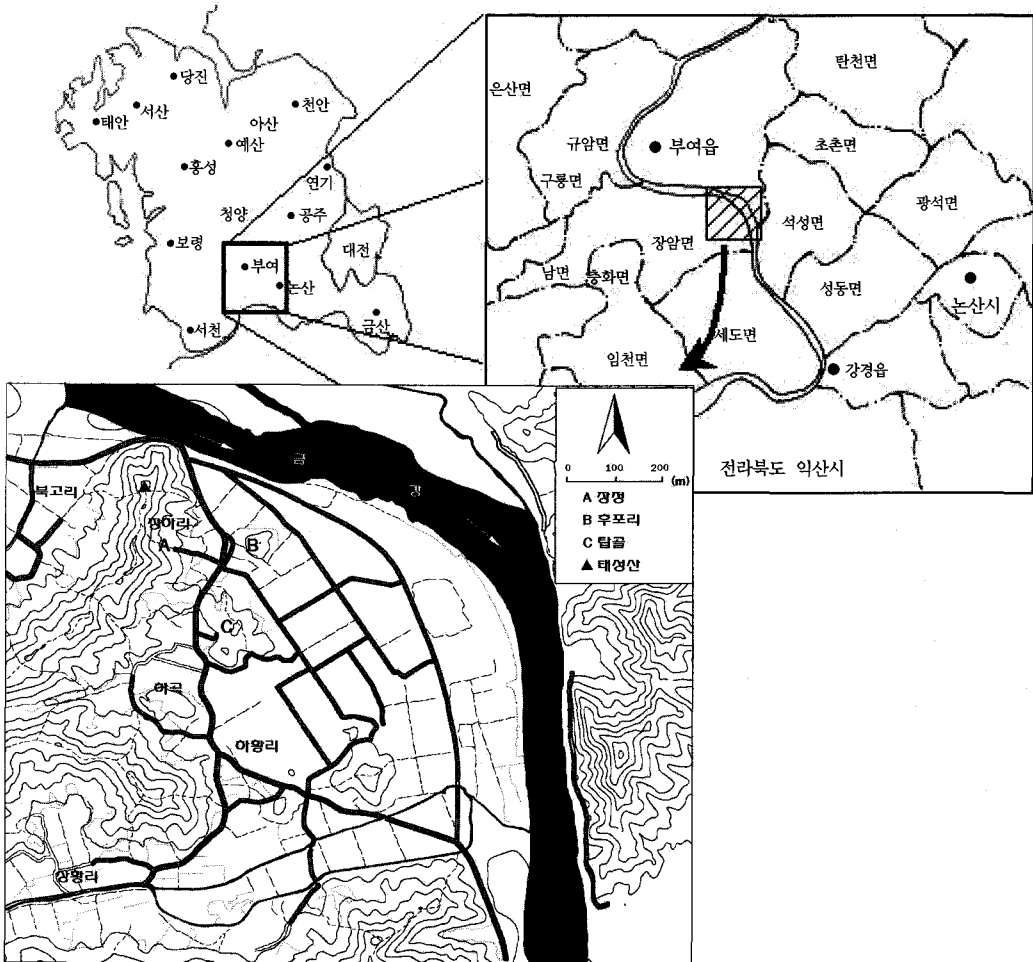 당진
서산
태안
천안
아산
예산
홍성
연기
청양
공주
보령
대전
부여
논산
금산
서천
탄천면
은산면
규암면
부여읍
초촌면
구룡면
광석면
석성면
장암면
남면
충화면
성동면
논산시
세도면
임천면
강경읍
전라북도 익산시
0 100 200 (m)
A 장정
B 후포리
C 탑골
▲ 태성산
금
강
북고리
장하리
A
B
C
하곡
하황리
상황리